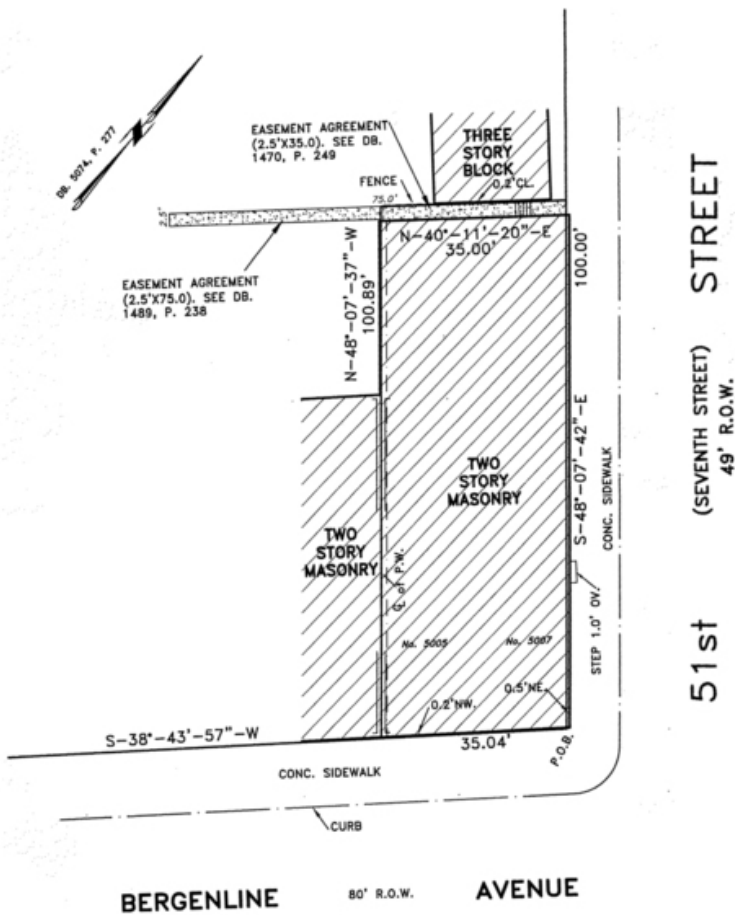 DB. 5074, P. 277
EASEMENT AGREEMENT
(2.5'X35.0). SEE DB.
1470, P. 249
THREE
STORY
BLOCK
FENCE
0.2'CL.
75.0'
2.5'
N-40°-11'-20"-E
35.00'
EASEMENT AGREEMENT
(2.5'X75.0). SEE DB.
1489, P. 238
N-48°-07'-37"-W
100.89'
100.00'
S-48°-07'-42"-E
CONC. SIDEWALK
51st (SEVENTH STREET) STREET
49' R.O.W.
TWO
STORY
MASONRY
TWO
STORY
MASONRY
℄ of P.W.
No. 5005
No. 5007
STEP 1.0' OV.
0.5'NE.
0.2'NW.
S-38°-43'-57"-W
35.04'
P.O.B.
CONC. SIDEWALK
CURB
BERGENLINE 80' R.O.W. AVENUE